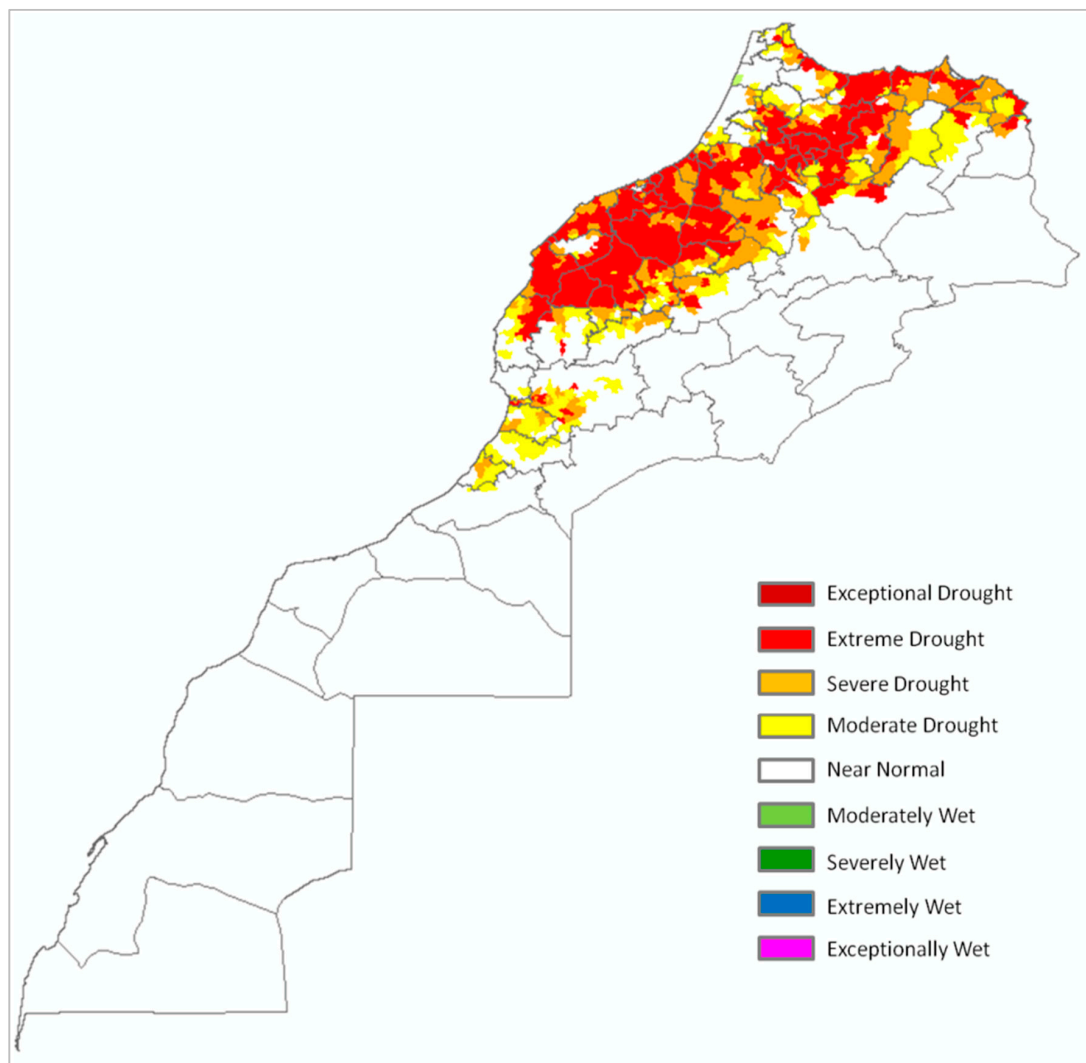 Exceptional Drought
Extreme Drought
Severe Drought
Moderate Drought
Near Normal
Moderately Wet
Severely Wet
Extremely Wet
Exceptionally Wet